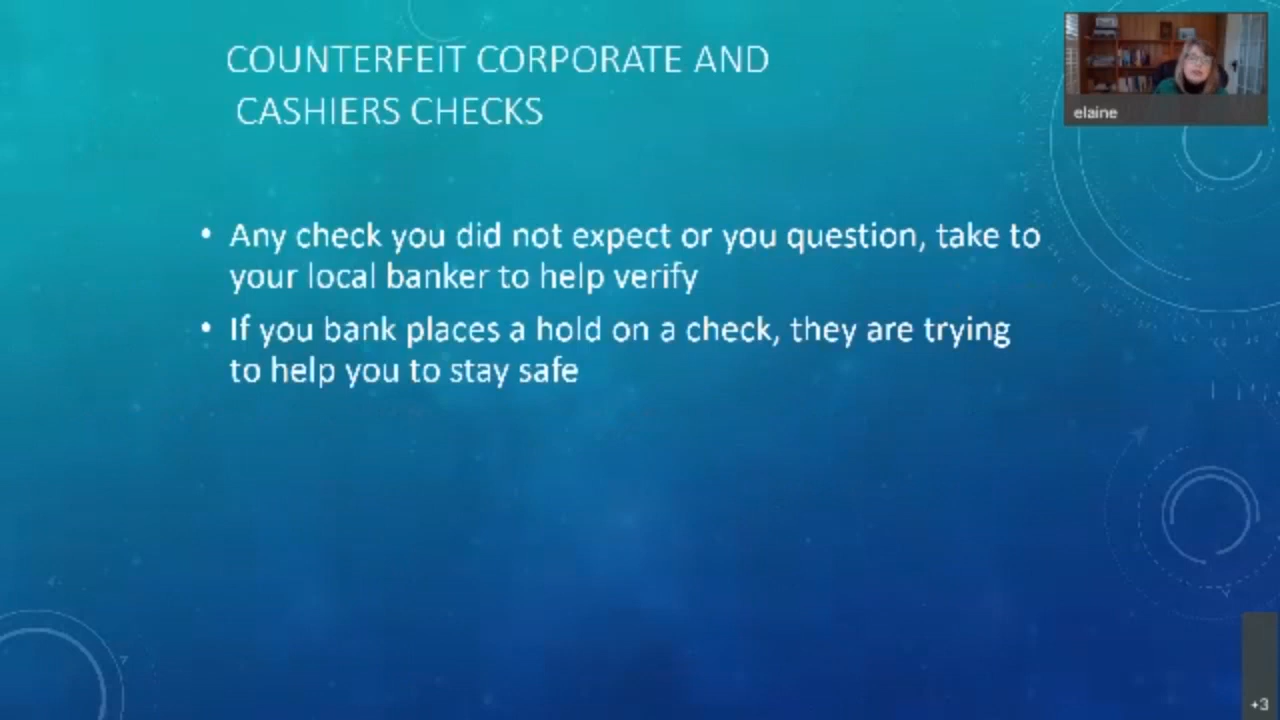 COUNTERFEIT CORPORATE AND
CASHIERS CHECKS
elaine
• Any check you did not expect or you question, take to
your local banker to help verify
• If you bank places a hold on a check, they are trying
to help you to stay safe
+3